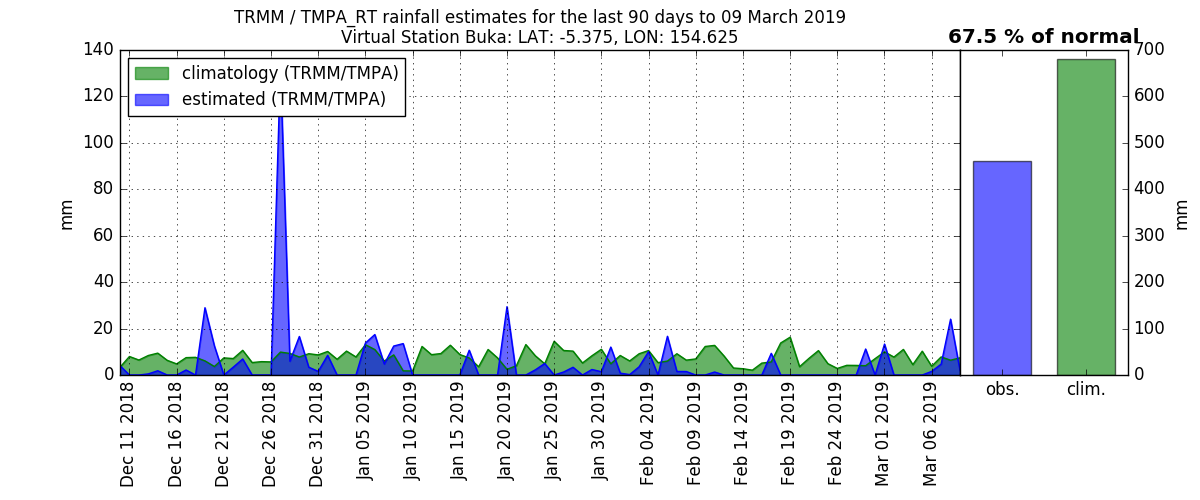 TRMM / TMPA_RT rainfall estimates for the last 90 days to 09 March 2019
Virtual Station Buka: LAT: -5.375, LON: 154.625
67.5 % of normal
climatology (TRMM/TMPA)
estimated (TRMM/TMPA)
140
120
100
80
60
40
20
0
mm
Dec 11 2018
Dec 16 2018
Dec 21 2018
Dec 26 2018
Dec 31 2018
Jan 05 2019
Jan 10 2019
Jan 15 2019
Jan 20 2019
Jan 25 2019
Jan 30 2019
Feb 04 2019
Feb 09 2019
Feb 14 2019
Feb 19 2019
Feb 24 2019
Mar 01 2019
Mar 06 2019
700
600
500
400
300
200
100
0
mm
obs.
clim.